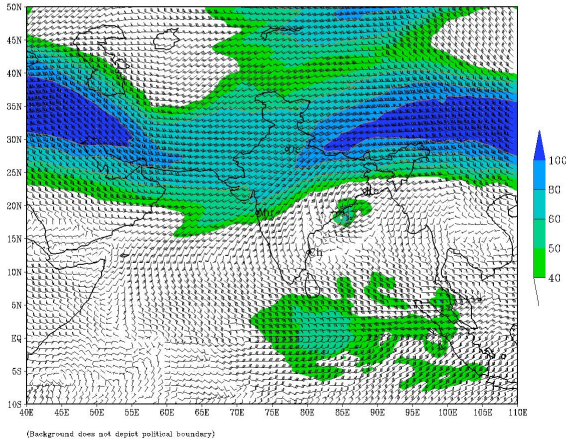 50N
45N
40N
35N
30N
25N
20N
15N
10N
5N
EQ
5S
10S
40E 45E 50E 55E 60E 65E 70E 75E 80E 85E 90E 95E 100E 105E 110E
100
80
60
50
40
Mu
Ch
(Background does not depict political boundary)